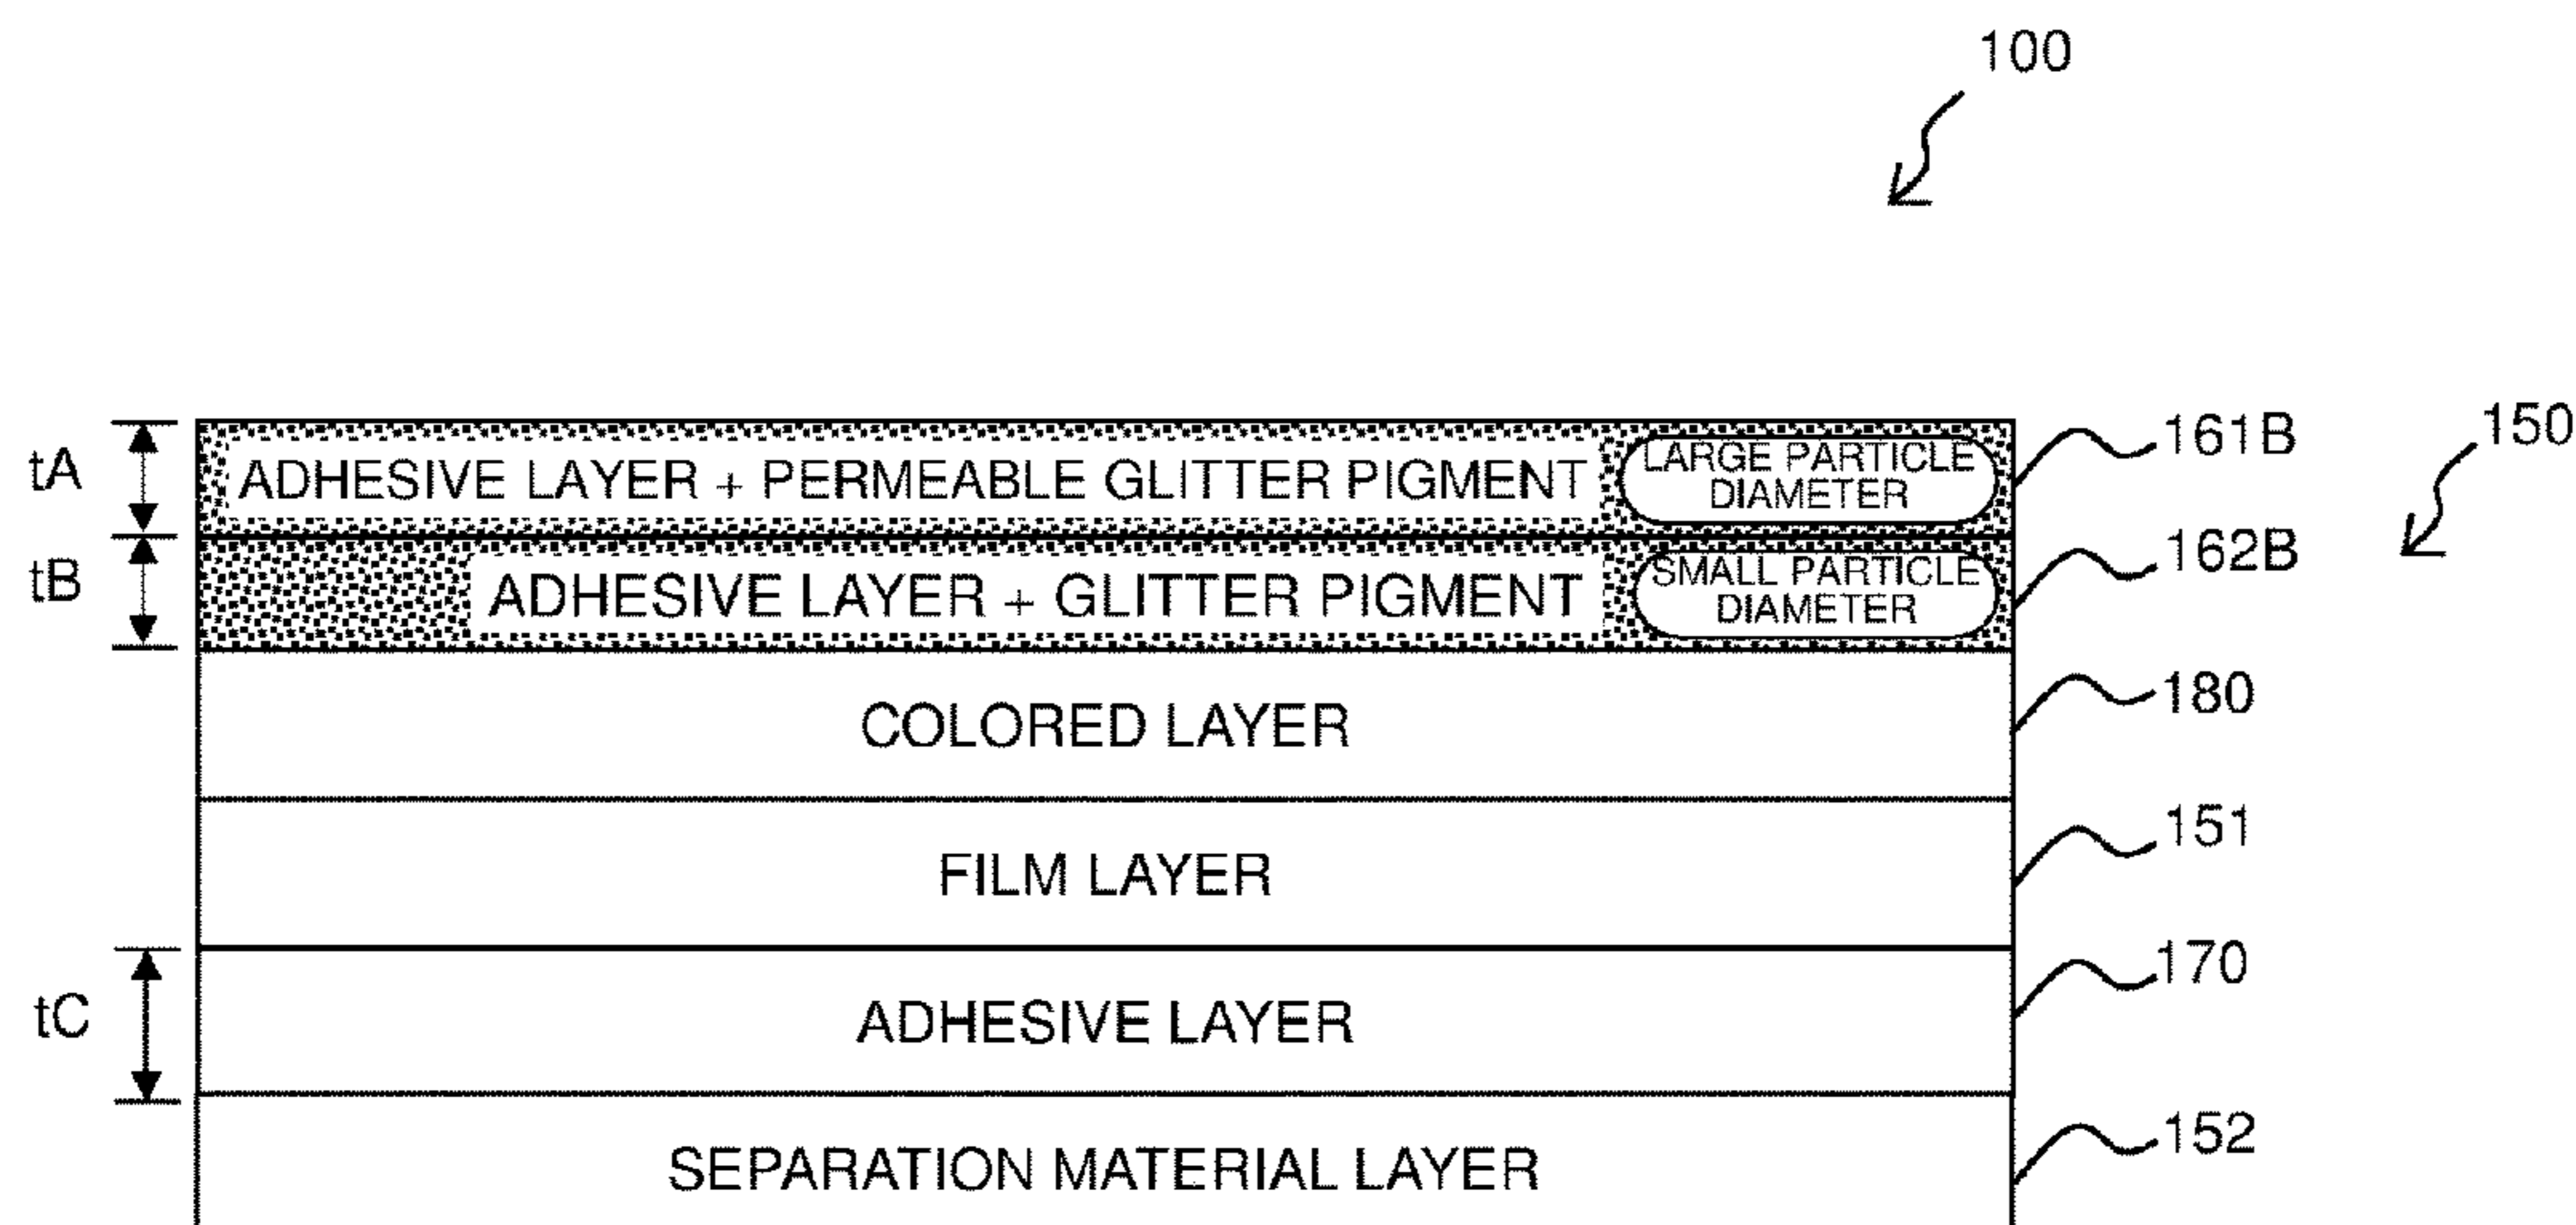 100
tA
ADHESIVE LAYER + PERMEABLE GLITTER PIGMENT
LARGE PARTICLE
DIAMETER
161B
150
tB
ADHESIVE LAYER + GLITTER PIGMENT
SMALL PARTICLE
DIAMETER
162B
COLORED LAYER
180
FILM LAYER
151
tC
ADHESIVE LAYER
170
SEPARATION MATERIAL LAYER
152